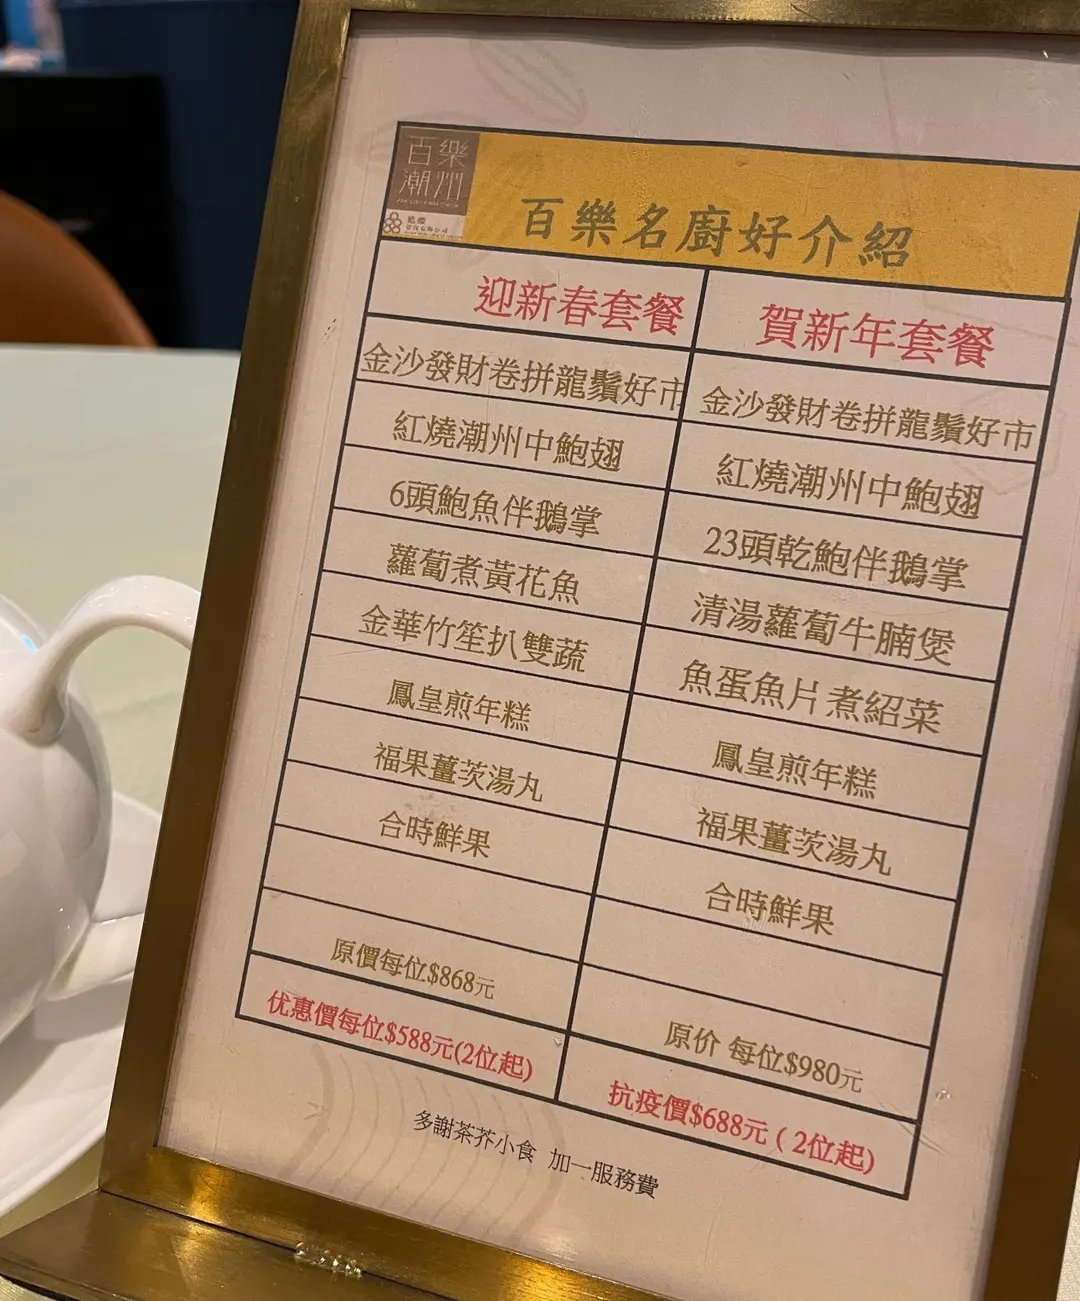 百樂
潮州
百樂名廚好介紹
迎新春套餐
金沙發財卷拼龍鬚好市
紅燒潮州中鮑翅
6頭鮑魚伴鵝掌
蘿蔔煮黃花魚
金華竹笙扒雙蔬
鳳皇煎年糕
福果薑茨湯丸
合時鮮果
原價每位$868元
优惠價每位$588元(2位起)
賀新年套餐
金沙發財卷拼龍鬚好市
紅燒潮州中鮑翅
23頭乾鮑伴鵝掌
清湯蘿蔔牛腩煲
魚蛋魚片煮紹菜
鳳皇煎年糕
福果薑茨湯丸
合時鮮果
原价 每位$980元
抗疫價$688元 ( 2位起)
多謝茶芥小食 加一服務費